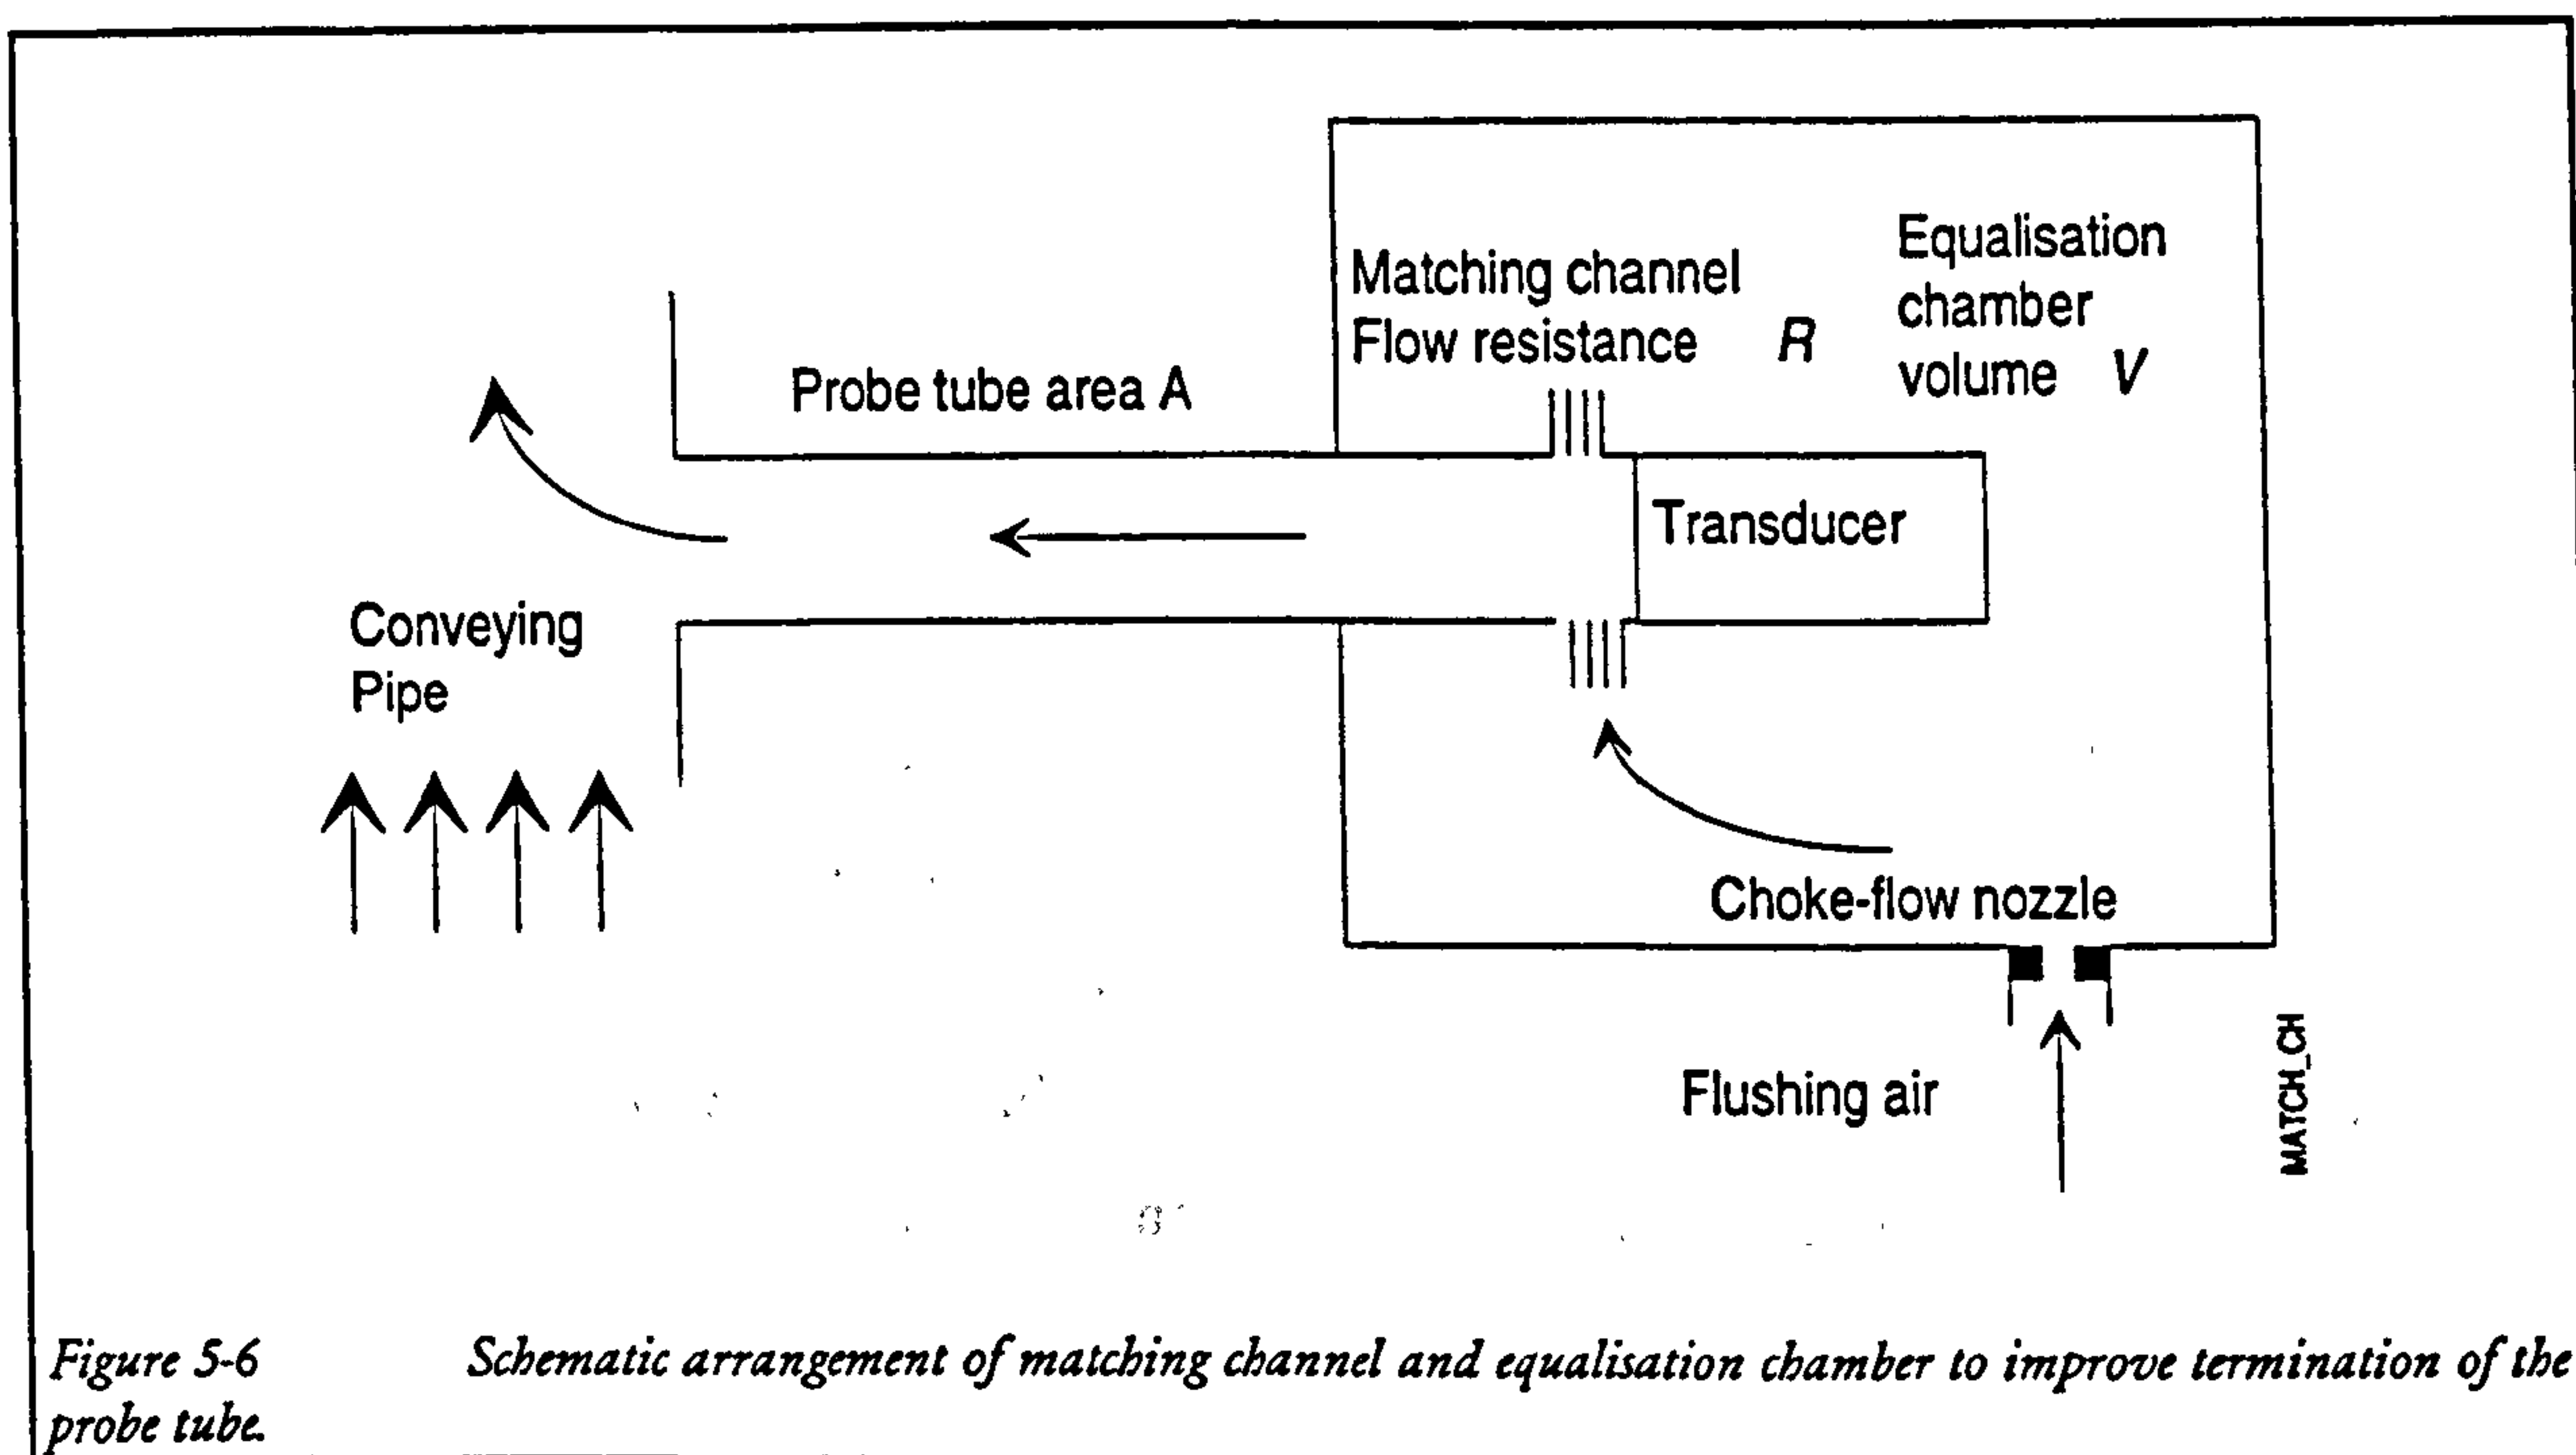 Equalisation
chamber
volume V
Matching channel
Flow resistance R
Probe tube area A
Transducer
Conveying
Pipe
Choke-flow nozzle
Flushing air
MATCH_CH
Figure 5-6 Schematic arrangement of matching channel and equalisation chamber to improve termination of the
probe tube.